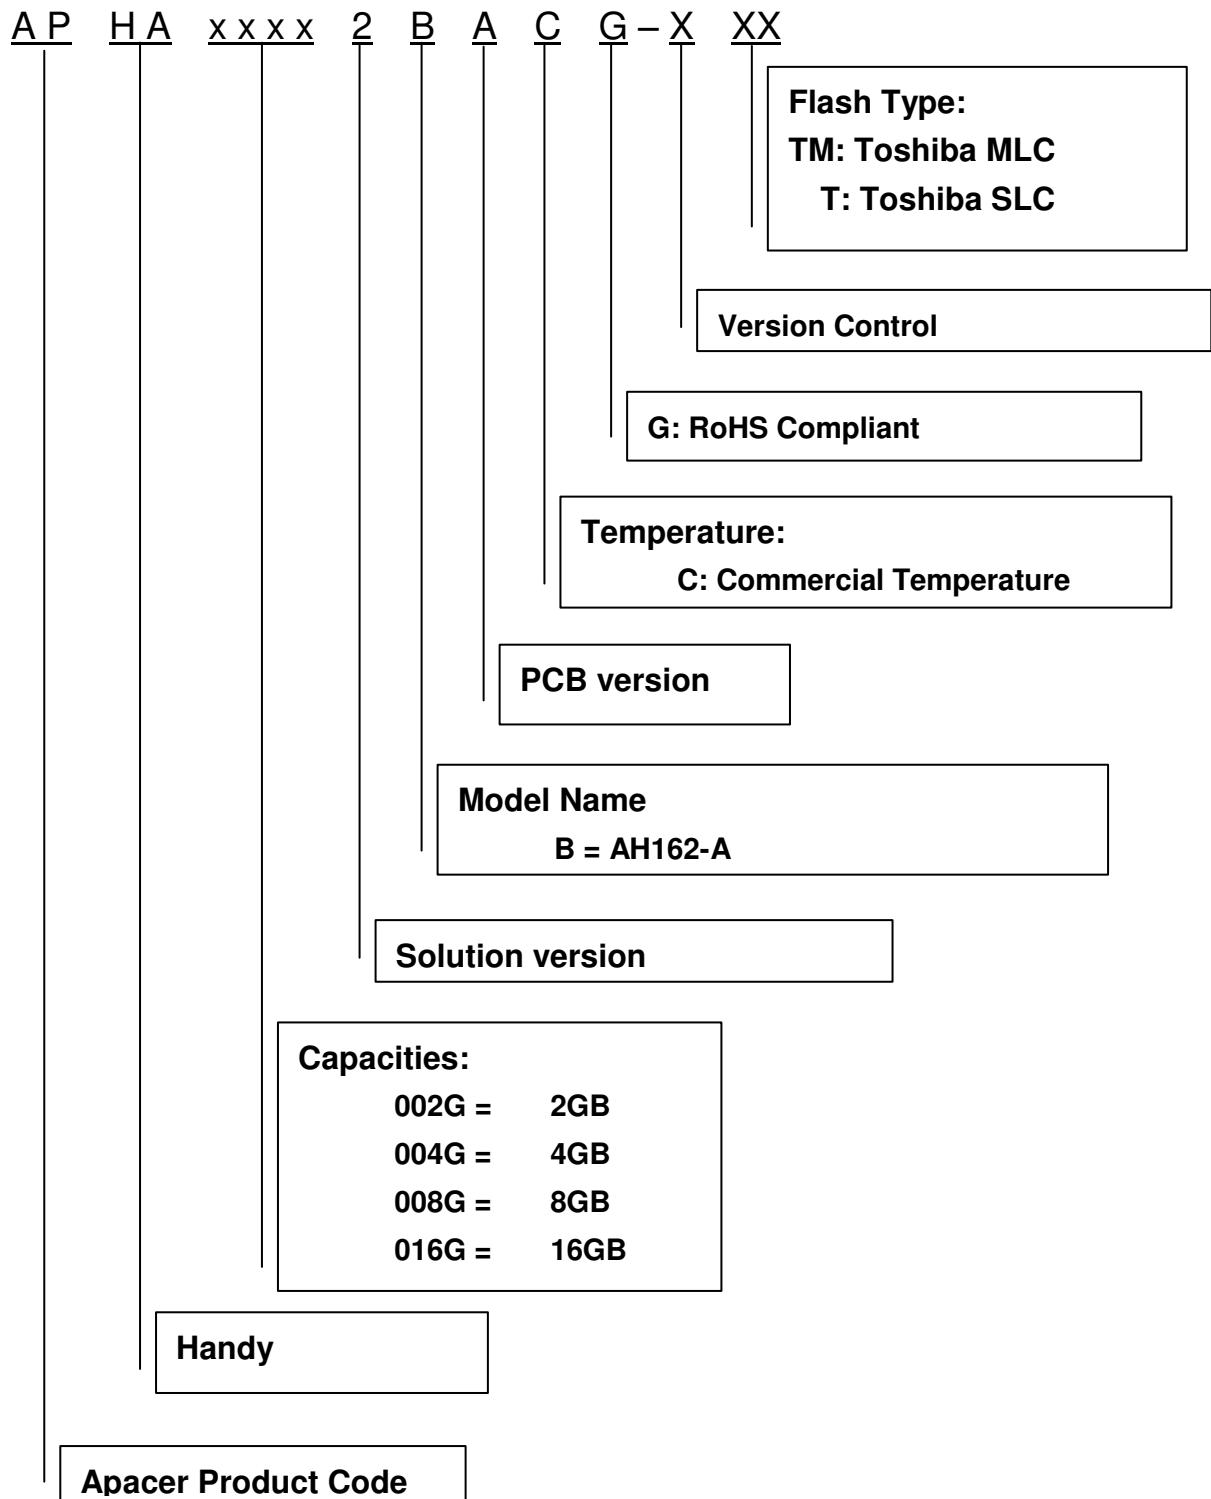 A P H A x x x x 2 B A C G – X XX
Flash Type:
TM: Toshiba MLC
T: Toshiba SLC
Version Control
G: RoHS Compliant
Temperature:
C: Commercial Temperature
PCB version
Model Name
B = AH162-A
Solution version
Capacities:
002G = 2GB
004G = 4GB
008G = 8GB
016G = 16GB
Handy
Apacer Product Code